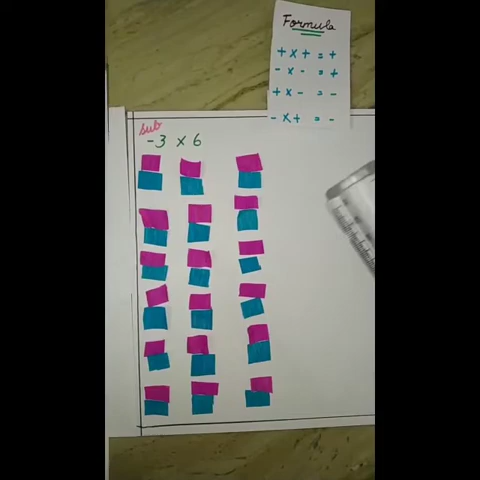 Formula
+ x + = +
- x - = +
+ x - = -
- x + = -
sub
-3 x 6